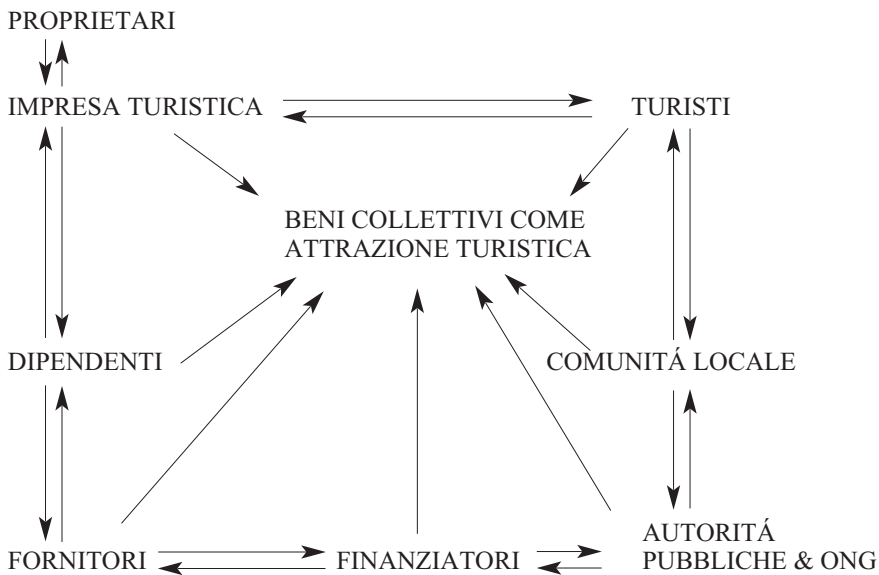 PROPRIETARI
IMPRESA TURISTICA
TURISTI
BENI COLLETTIVI COME
ATTRAZIONE TURISTICA
DIPENDENTI
COMUNITÁ LOCALE
FORNITORI
FINANZIATORI
AUTORITÁ
PUBBLICHE & ONG